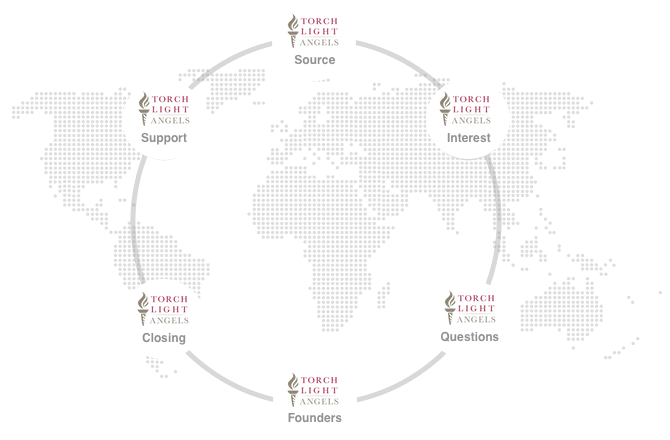 TORCH
LIGHT
ANGELS
Source
TORCH
LIGHT
ANGELS
Support
TORCH
LIGHT
ANGELS
Interest
TORCH
LIGHT
ANGELS
Closing
TORCH
LIGHT
ANGELS
Questions
TORCH
LIGHT
ANGELS
Founders